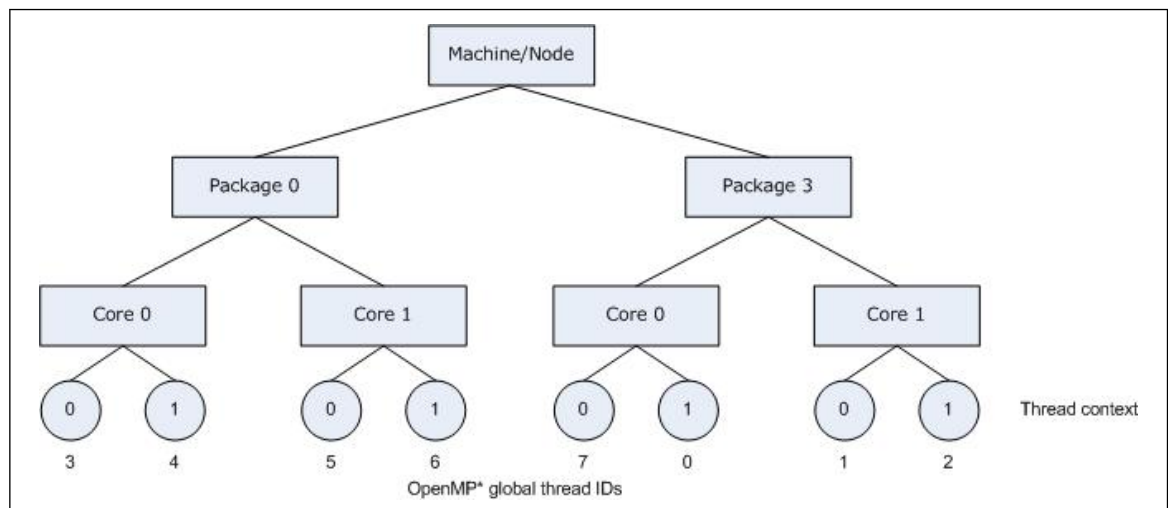 Machine/Node
Package 0
Package 3
Core 0
Core 1
Core 0
Core 1
0 1 0 1 0 1 0 1 Thread context
3 4 5 6 7 0 1 2
OpenMP* global thread IDs